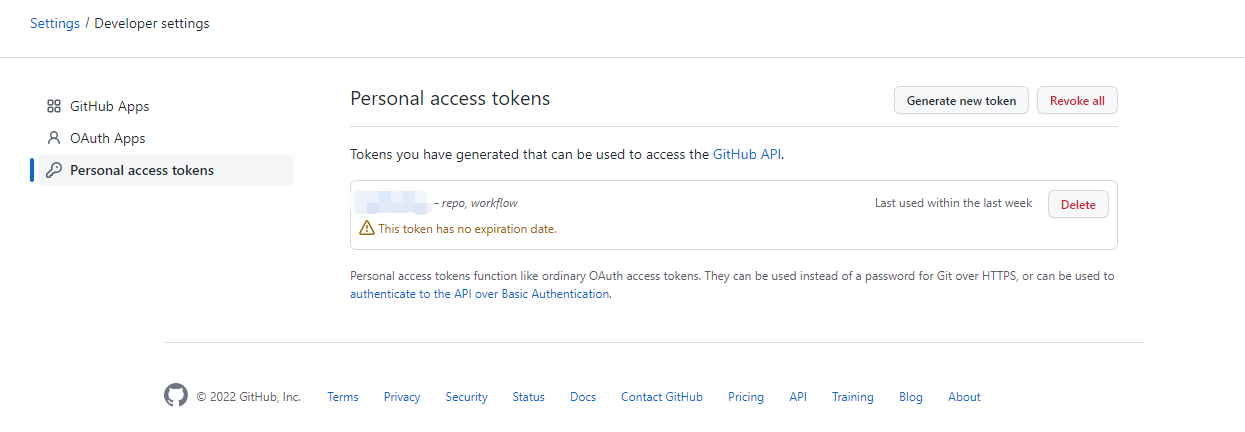 Settings / Developer settings
GitHub Apps
OAuth Apps
Personal access tokens
Personal access tokens
Generate new token
Revoke all
Tokens you have generated that can be used to access the GitHub API.
– repo, workflow
Last used within the last week
Delete
This token has no expiration date.
Personal access tokens function like ordinary OAuth access tokens. They can be used instead of a password for Git over HTTPS, or can be used to
authenticate to the API over Basic Authentication.
© 2022 GitHub, Inc. Terms Privacy Security Status Docs Contact GitHub Pricing API Training Blog About